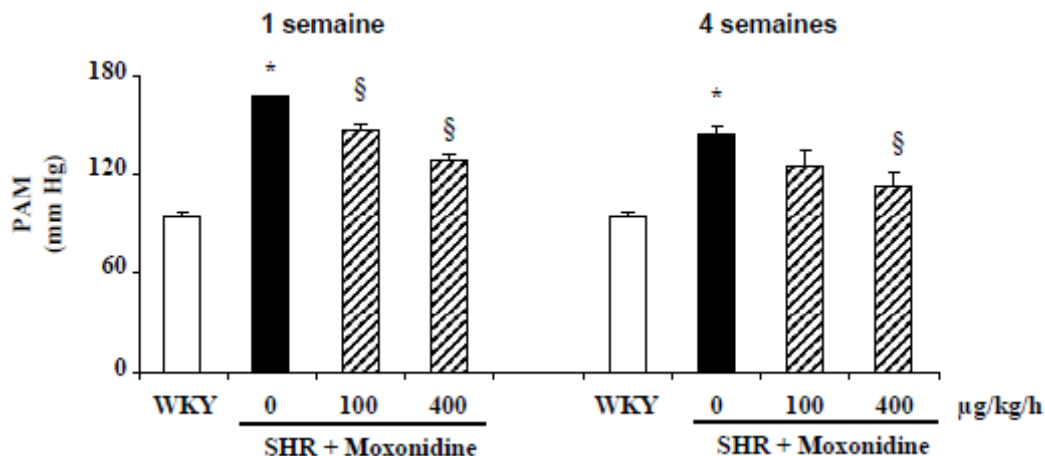 1 semaine
4 semaines
PAM
(mm Hg)
180
120
60
0
*
§
§
*
§
WKY 0 100 400 WKY 0 100 400 µg/kg/h
SHR + Moxonidine SHR + Moxonidine